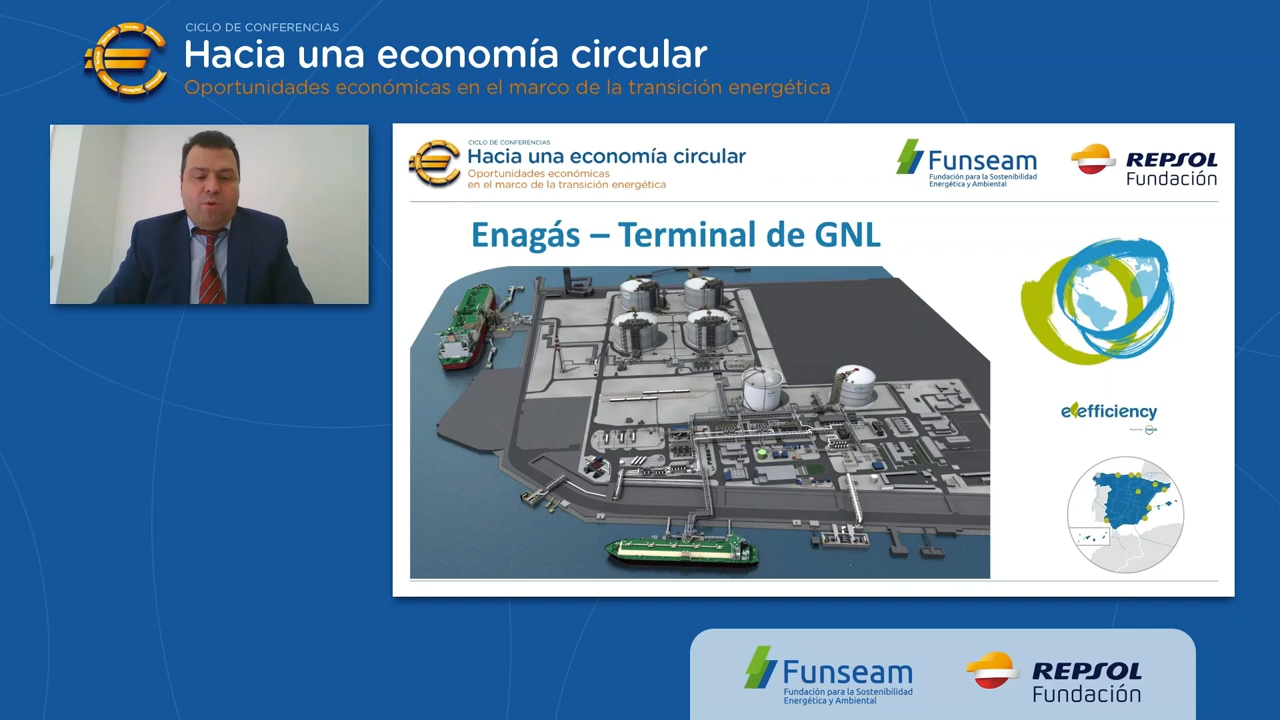 CICLO DE CONFERENCIAS
Hacia una economía circular
Oportunidades económicas en el marco de la transición energética
CICLO DE CONFERENCIAS
Hacia una economía circular
Oportunidades económicas
en el marco de la transición energética
Funseam
Fundación para la Sostenibilidad
Energética y Ambiental
REPSOL
Fundación
Enagás – Terminal de GNL
efficiency
Funseam
Fundación para la Sostenibilidad
Energética y Ambiental
REPSOL
Fundación